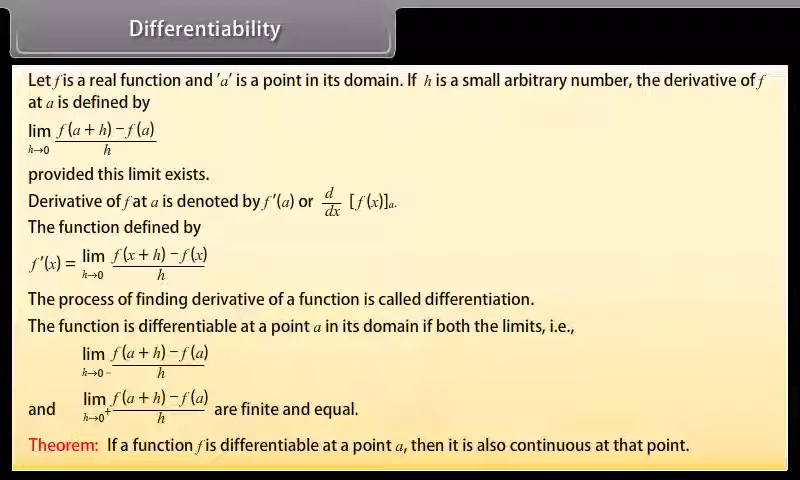 Differentiability
Let f is a real function and 'a' is a point in its domain. If h is a small arbitrary number, the derivative of f
at a is defined by
lim h→0 f(a + h) – f(a) / h
provided this limit exists.
Derivative of f at a is denoted by f'(a) or d/dx [f(x)]a.
The function defined by
f'(x) = lim h→0 f(x + h) – f(x) / h
The process of finding derivative of a function is called differentiation.
The function is differentiable at a point a in its domain if both the limits, i.e.,
lim h→0– f(a + h) – f(a) / h
and lim h→0+ f(a + h) – f(a) / h are finite and equal.
Theorem: If a function f is differentiable at a point a, then it is also continuous at that point.